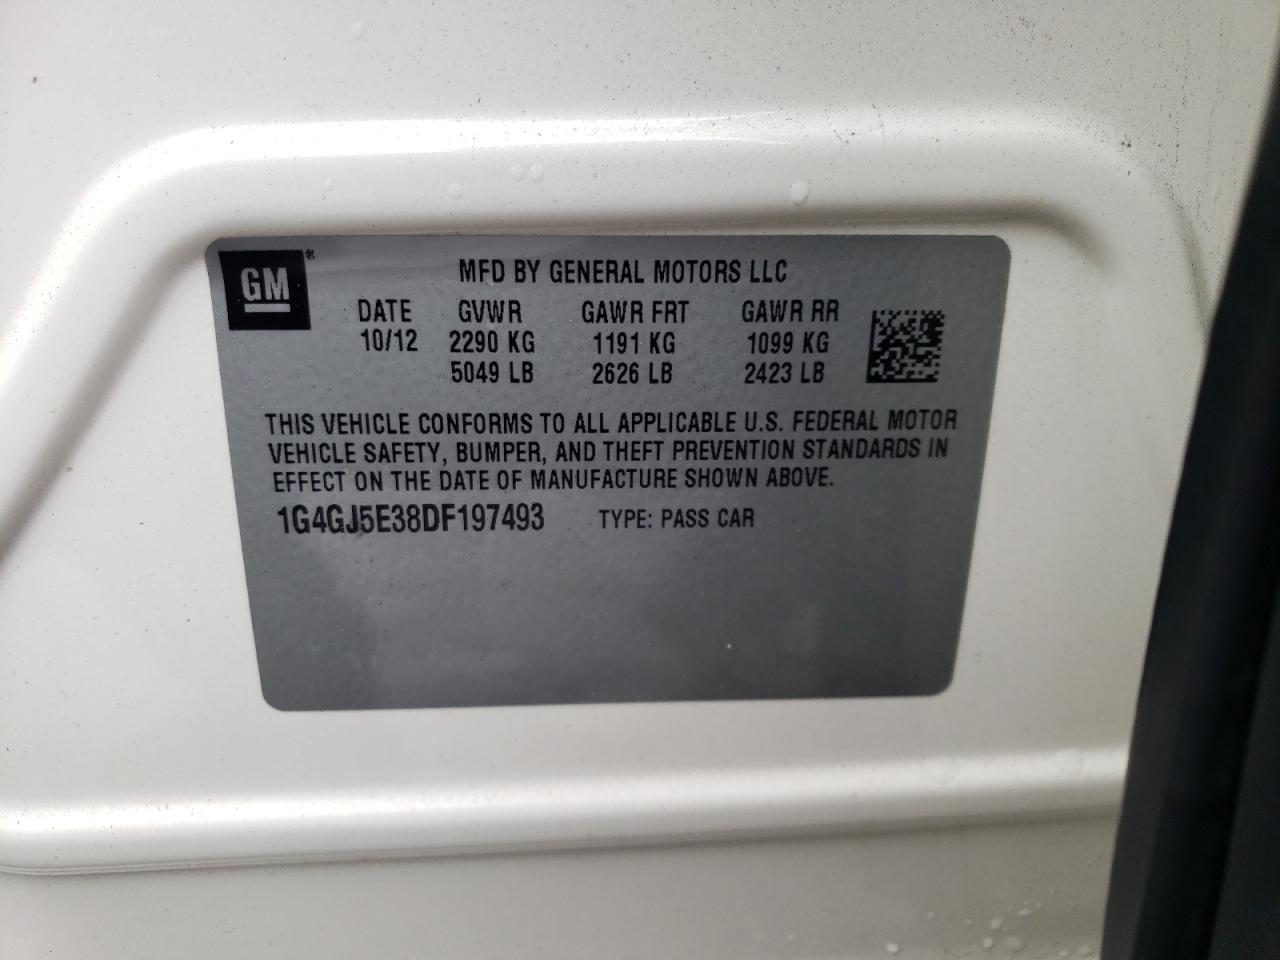 GM®
MFD BY GENERAL MOTORS LLC
DATE GVWR GAWR FRT GAWR RR
10/12 2290 KG 1191 KG 1099 KG
5049 LB 2626 LB 2423 LB
THIS VEHICLE CONFORMS TO ALL APPLICABLE U.S. FEDERAL MOTOR
VEHICLE SAFETY, BUMPER, AND THEFT PREVENTION STANDARDS IN
EFFECT ON THE DATE OF MANUFACTURE SHOWN ABOVE.
1G4GJ5E38DF197493 TYPE: PASS CAR